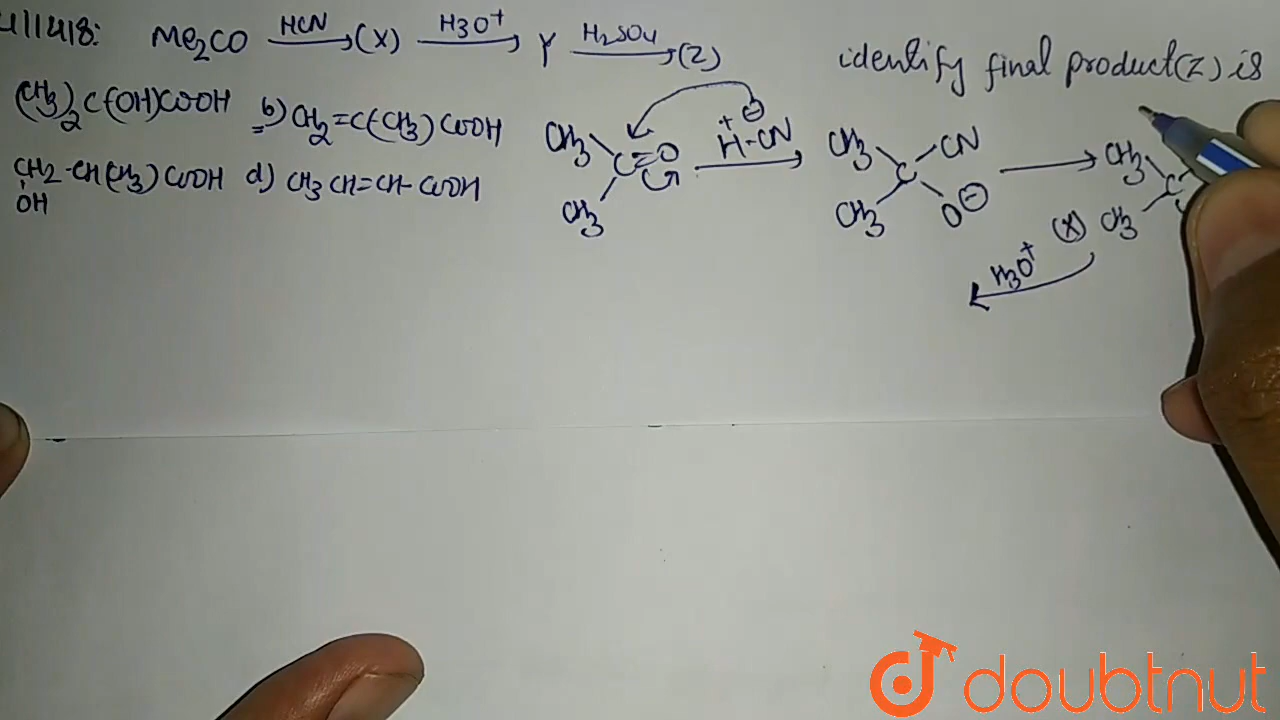 Me2CO HCN (X) H3O+ Y H2SO4 (Z) identify final product(Z) is
(CH3)2C(OH)COOH b) CH2=C(CH3)COOH
CH2-CH(CH3)COOH d) CH3CH=CH-COOH
OH
CH3 C=O CH3 H+-CN⊖
CH3 C CN CH3 O⊖
CH3 C CH3 (X)
H3O+
doubtnut